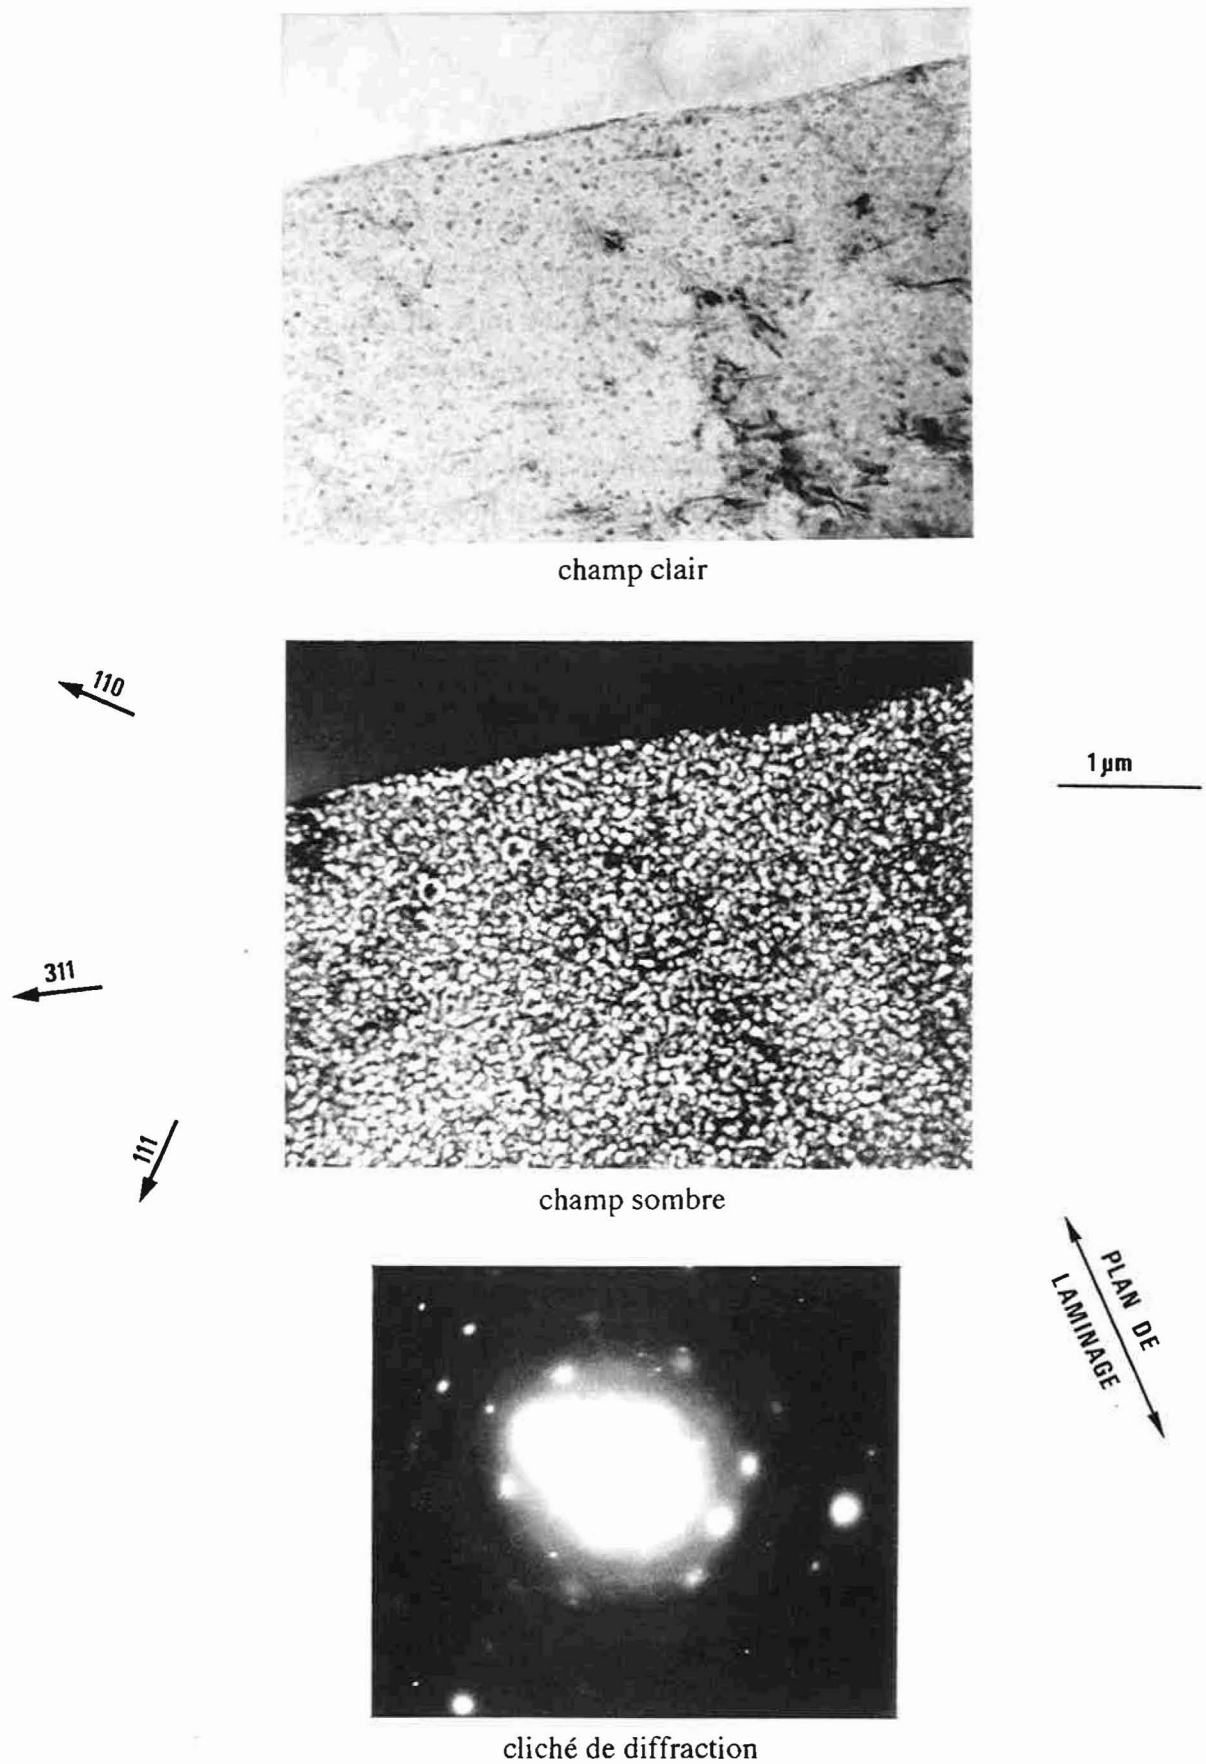 champ clair
110
1 µm
311
111
champ sombre
PLAN DE
LAMINAGE
cliché de diffraction